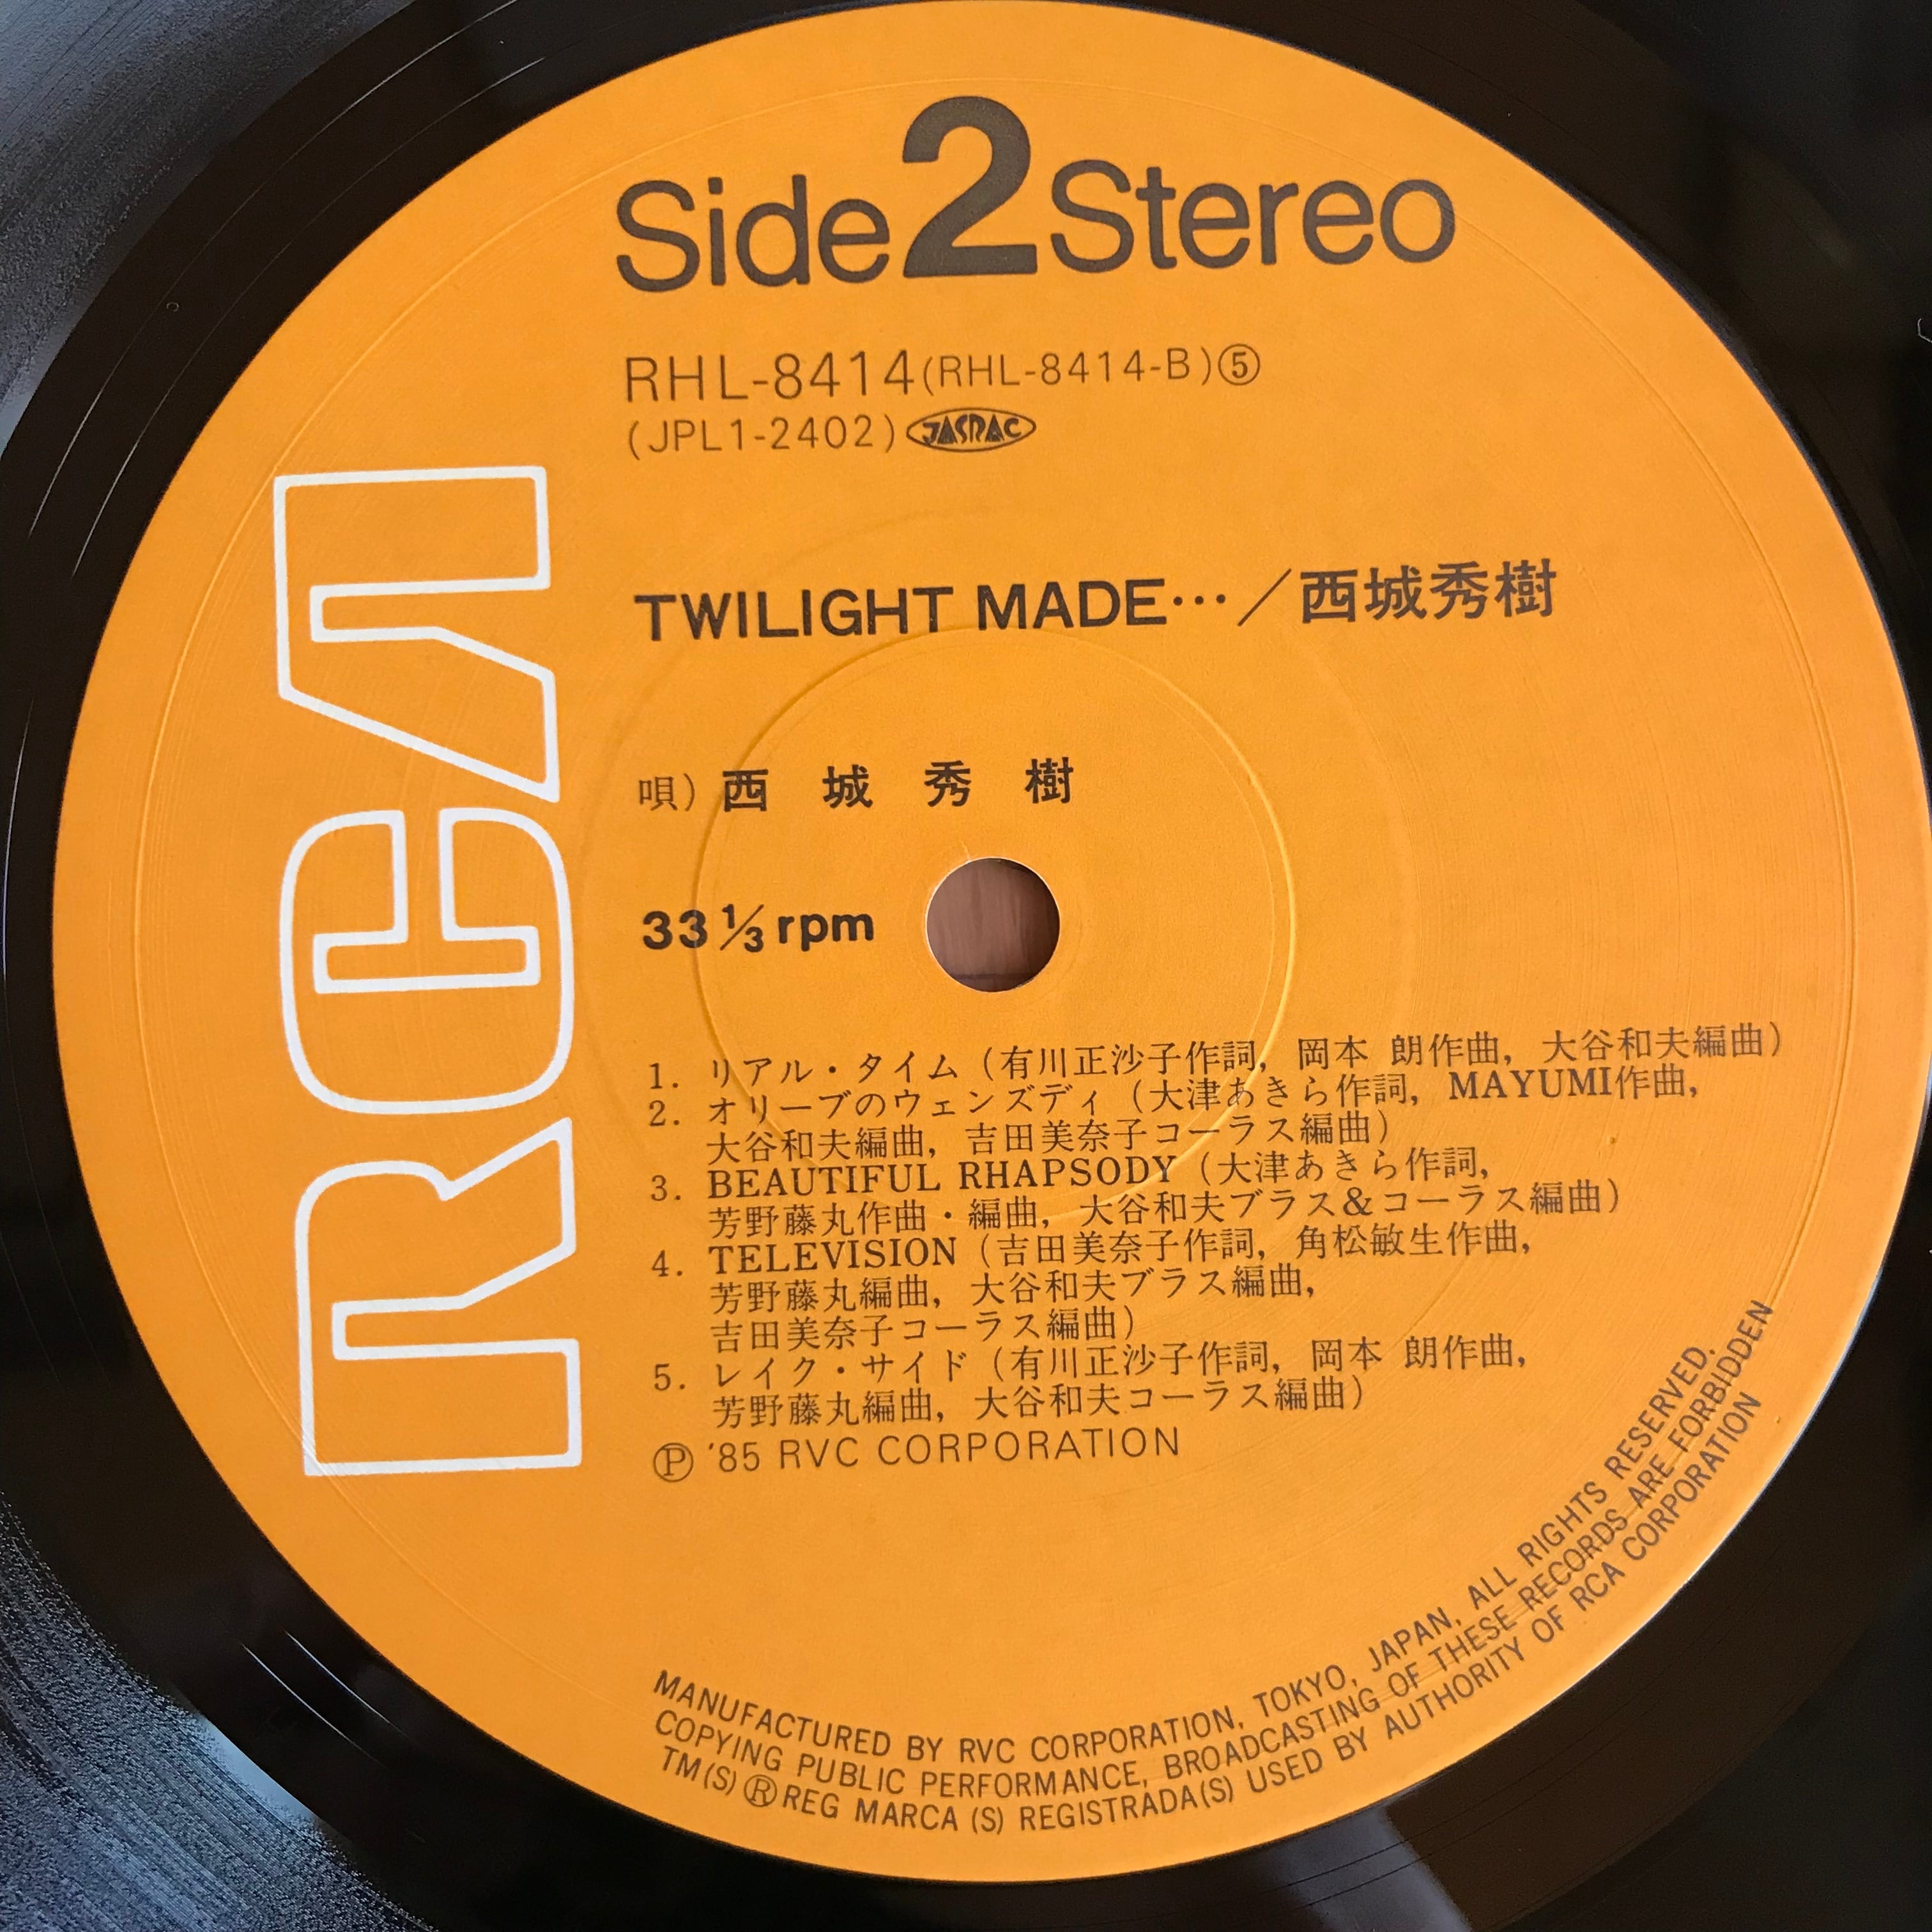 Side 2 Stereo
RHL-8414(RHL-8414-B)⑤
(JPL1-2402) JASRAC
RCA
TWILIGHT MADE…／西城秀樹
唄）西 城 秀 樹
33⅓ rpm
1. リアル・タイム（有川正沙子作詞，岡本 朗作曲，大谷和夫編曲）
2. オリーブのウェンズディ（大津あきら作詞，MAYUMI作曲，
大谷和夫編曲，吉田美奈子コーラス編曲）
3. BEAUTIFUL RHAPSODY（大津あきら作詞，
芳野藤丸作曲・編曲，大谷和夫ブラス&コーラス編曲）
4. TELEVISION（吉田美奈子作詞，角松敏生作曲，
芳野藤丸編曲，大谷和夫ブラス編曲，
吉田美奈子コーラス編曲）
5. レイク・サイド（有川正沙子作詞，岡本 朗作曲，
芳野藤丸編曲，大谷和夫コーラス編曲）
Ⓟ '85 RVC CORPORATION
MANUFACTURED BY RVC CORPORATION, TOKYO, JAPAN, ALL RIGHTS RESERVED.
COPYING PUBLIC PERFORMANCE, BROADCASTING OF THESE RECORDS ARE FORBIDDEN
TM(S)®REG MARCA (S) REGISTRADA(S) USED BY AUTHORITY OF RCA CORPORATION